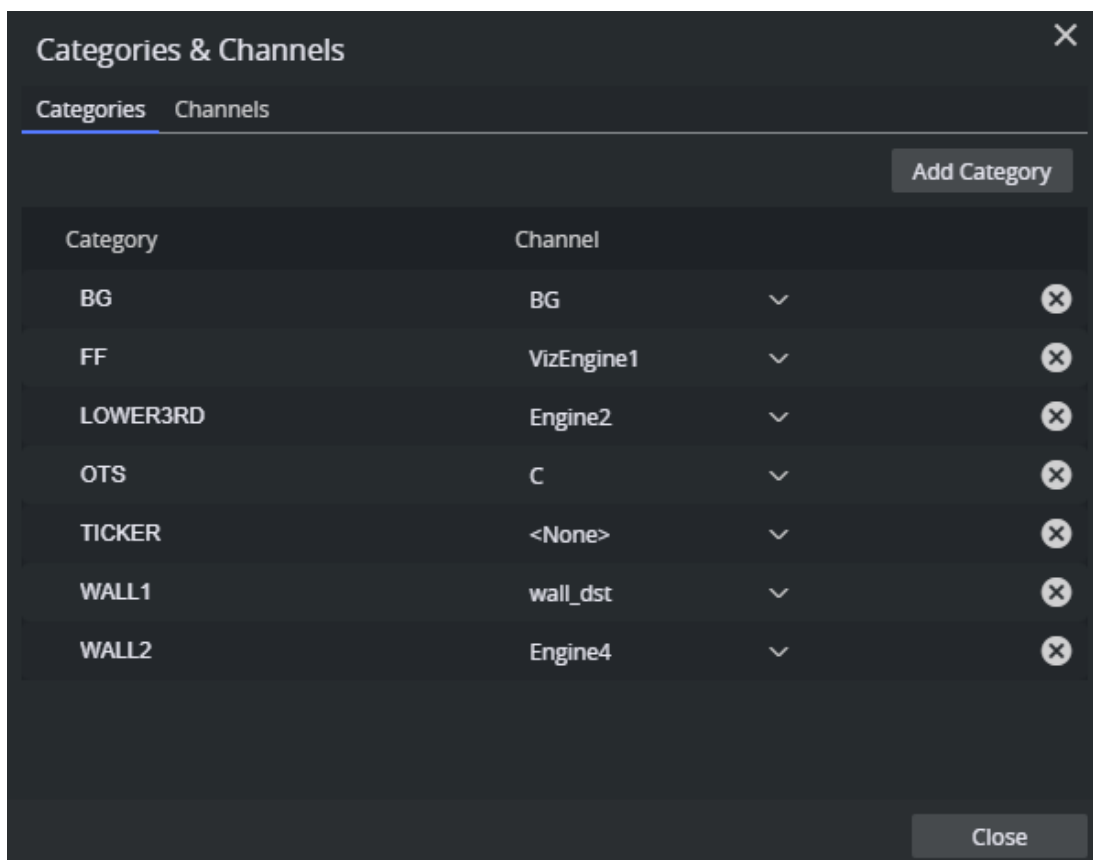 Categories & Channels
Categories Channels
Add Category
Category Channel
BG BG
FF VizEngine1
LOWER3RD Engine2
OTS C
TICKER <None>
WALL1 wall_dst
WALL2 Engine4
Close